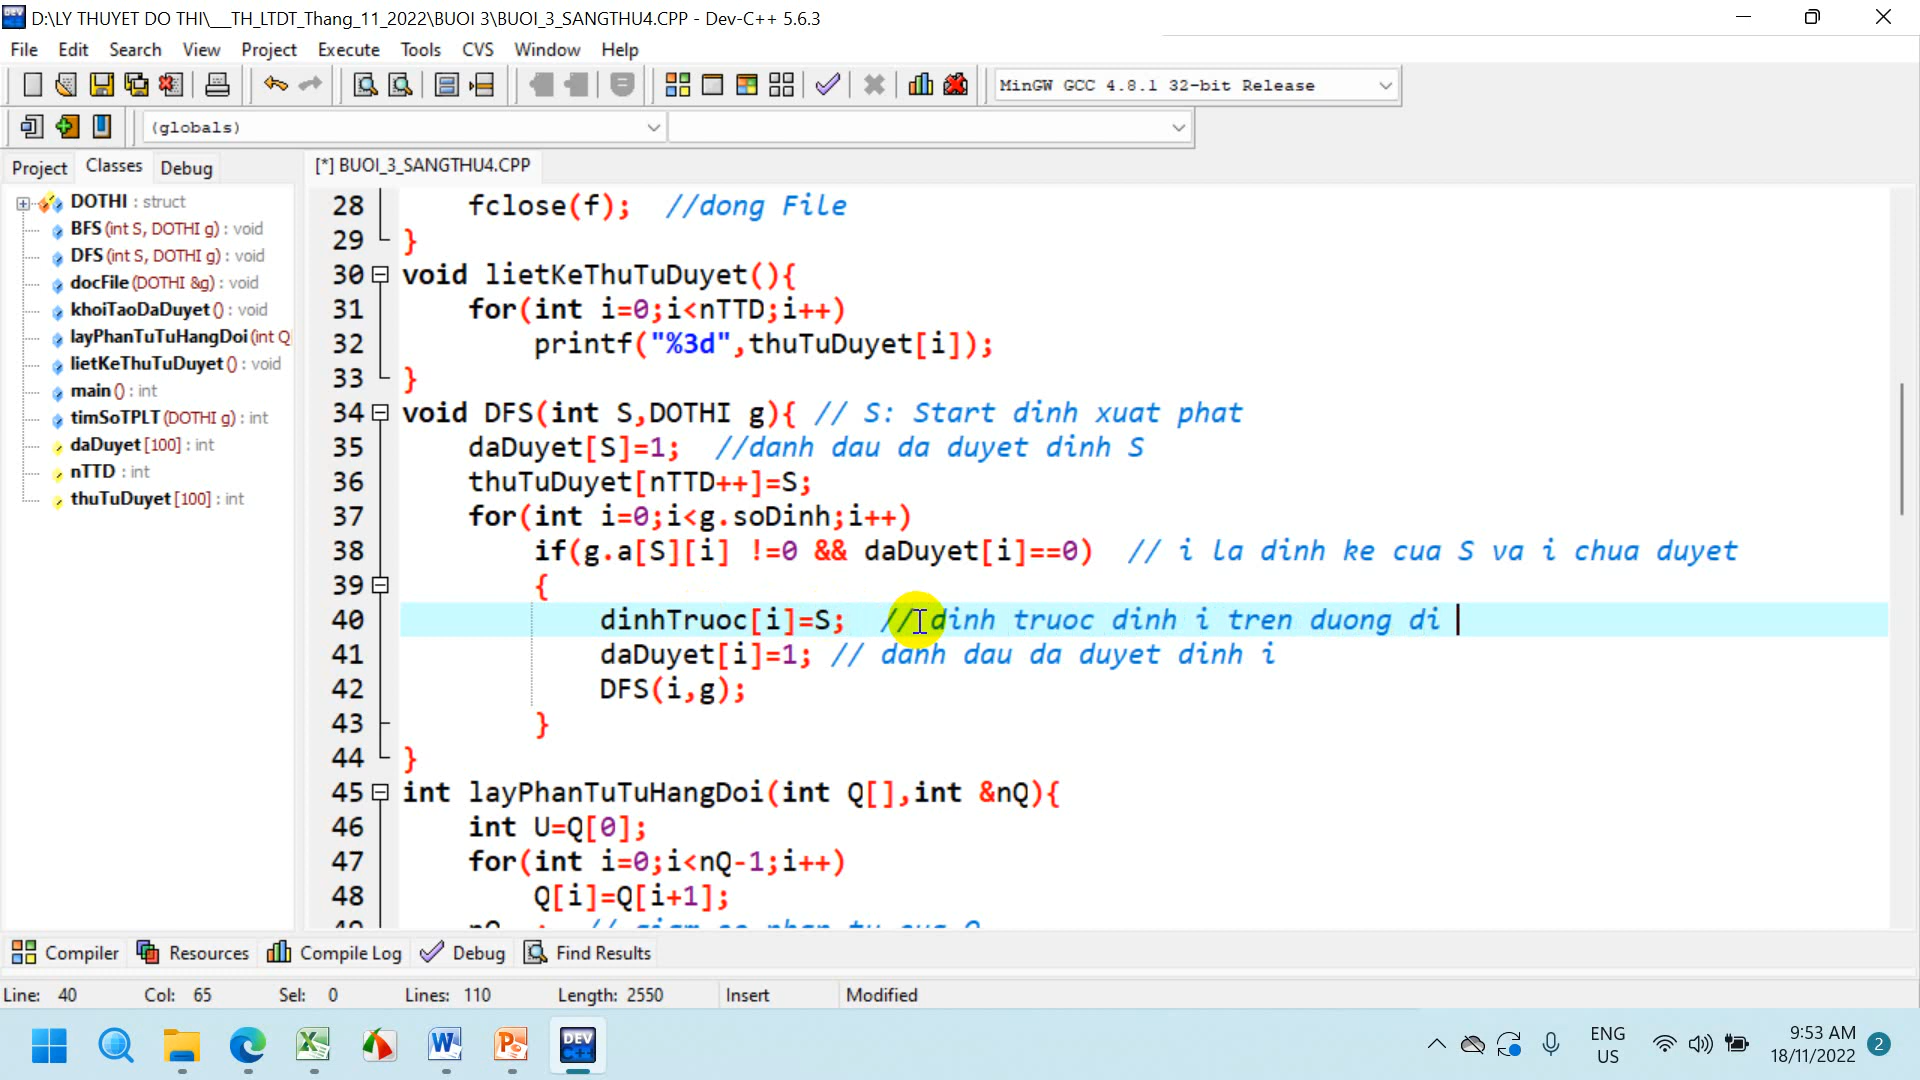 D:\LY THUYET DO THI\___TH_LTDT_Thang_11_2022\BUOI 3\BUOI_3_SANGTHU4.CPP - Dev-C++ 5.6.3
File Edit Search View Project Execute Tools CVS Window Help
MinGW GCC 4.8.1 32-bit Release
(globals)
Project Classes Debug
[*] BUOI_3_SANGTHU4.CPP
DOTHI : struct
BFS (int S, DOTHI g) : void
DFS (int S, DOTHI g) : void
docFile (DOTHI &g) : void
khoiTaoDaDuyet () : void
layPhanTuTuHangDoi (int Q
lietKeThuTuDuyet () : void
main () : int
timSoTPLT (DOTHI g) : int
daDuyet [100] : int
nTTD : int
thuTuDuyet [100] : int
28 fclose(f); //dong File
29 }
30 void lietKeThuTuDuyet(){
31 for(int i=0;i<nTTD;i++)
32 printf("%3d",thuTuDuyet[i]);
33 }
34 void DFS(int S,DOTHI g){ // S: Start dinh xuat phat
35 daDuyet[S]=1; //danh dau da duyet dinh S
36 thuTuDuyet[nTTD++]=S;
37 for(int i=0;i<g.soDinh;i++)
38 if(g.a[S][i] !=0 && daDuyet[i]==0) // i la dinh ke cua S va i chua duyet
39 {
40 dinhTruoc[i]=S; // dinh truoc dinh i tren duong di
41 daDuyet[i]=1; // danh dau da duyet dinh i
42 DFS(i,g);
43 }
44 }
45 int layPhanTuTuHangDoi(int Q[],int &nQ){
46 int U=Q[0];
47 for(int i=0;i<nQ-1;i++)
48 Q[i]=Q[i+1];
Compiler Resources Compile Log Debug Find Results
Line: 40 Col: 65 Sel: 0 Lines: 110 Length: 2550 Insert Modified
DEV
ENG
US
9:53 AM
18/11/2022
2